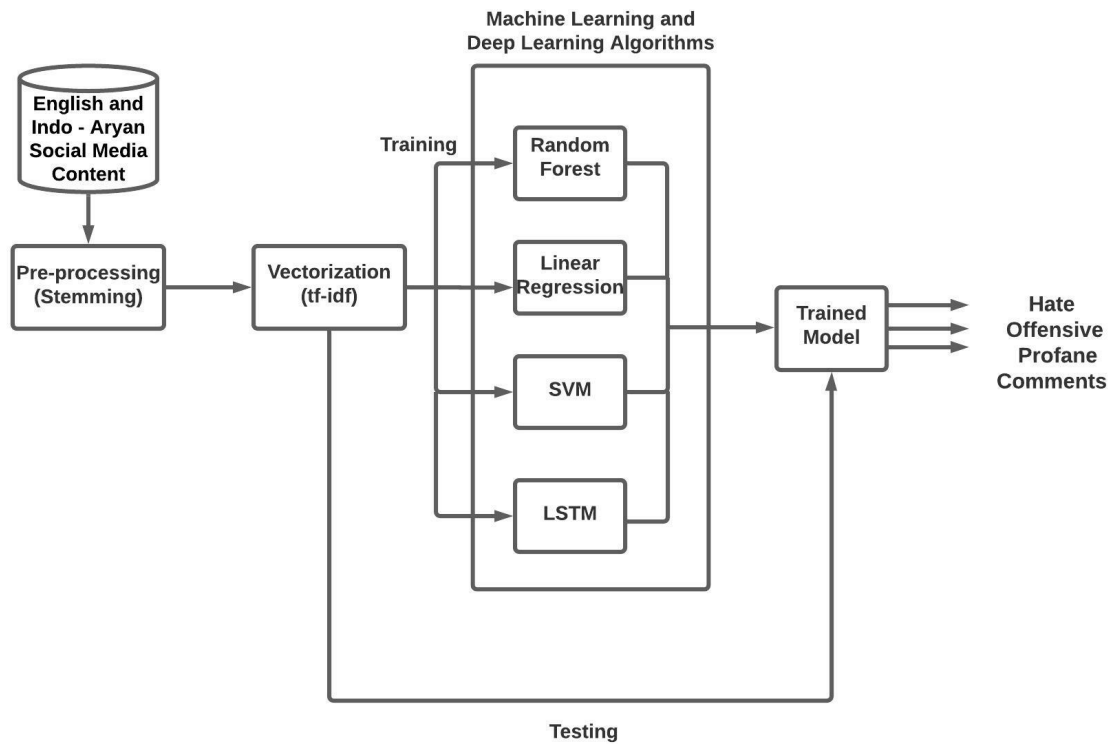 Machine Learning and
Deep Learning Algorithms
English and
Indo - Aryan
Social Media
Content
Training
Random
Forest
Pre-processing
(Stemming)
Vectorization
(tf-idf)
Linear
Regression
Trained
Model
Hate
Offensive
Profane
Comments
SVM
LSTM
Testing